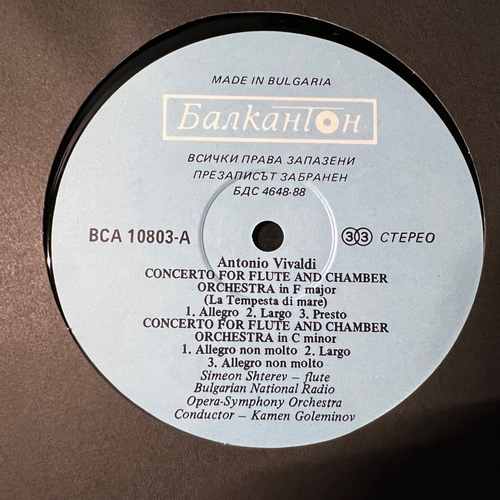 MADE IN BULGARIA
Балкантон
ВСИЧКИ ПРАВА ЗАПАЗЕНИ
ПРЕЗАПИСЪТ ЗАБРАНЕН
БДС 4648-88
ВСА 10803-А
33 СТЕРЕО
Antonio Vivaldi
CONCERTO FOR FLUTE AND CHAMBER
ORCHESTRA in F major
(La Tempesta di mare)
1. Allegro 2. Largo 3. Presto
CONCERTO FOR FLUTE AND CHAMBER
ORCHESTRA in C minor
1. Allegro non molto 2. Largo
3. Allegro non molto
Simeon Shterev – flute
Bulgarian National Radio
Opera-Symphony Orchestra
Conductor – Kamen Goleminov